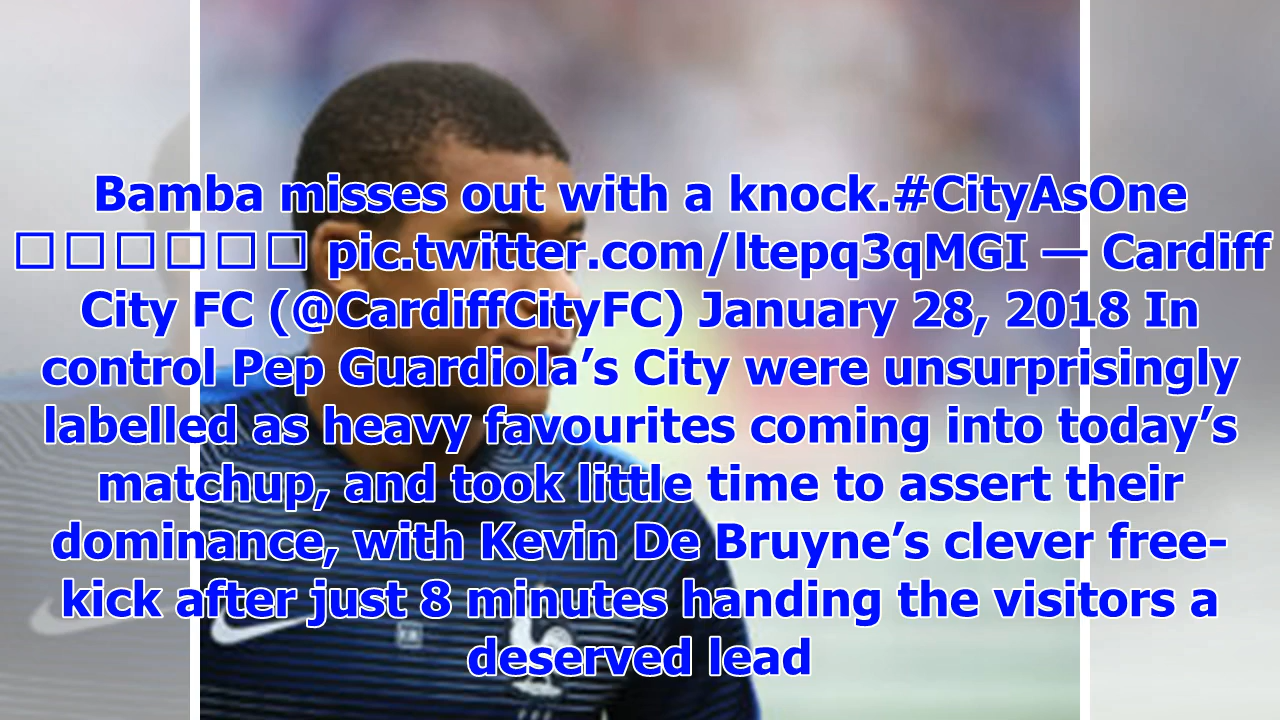 Bamba misses out with a knock.#CityAsOne
□□□□□□ pic.twitter.com/ltepq3qMGI — Cardiff
City FC (@CardiffCityFC) January 28, 2018 In
control Pep Guardiola’s City were unsurprisingly
labelled as heavy favourites coming into today’s
matchup, and took little time to assert their
dominance, with Kevin De Bruyne’s clever free-
kick after just 8 minutes handing the visitors a
deserved lead